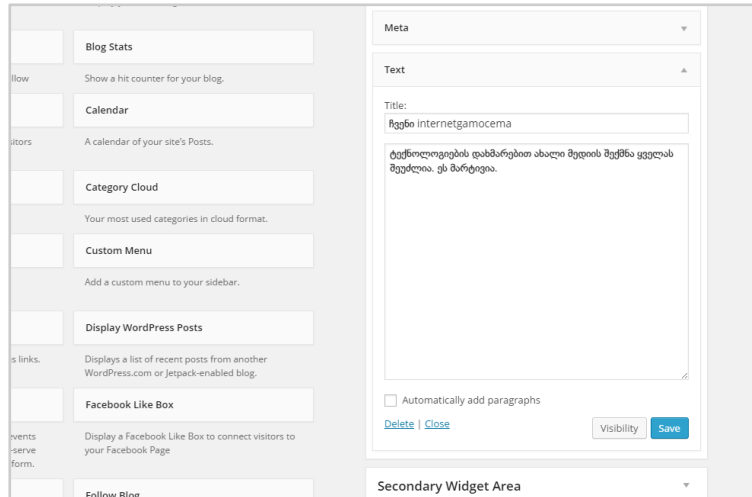 Blog Stats
llow
Show a hit counter for your blog.
Calendar
sitors
A calendar of your site's Posts.
Category Cloud
Your most used categories in cloud format.
Custom Menu
Add a custom menu to your sidebar.
Display WordPress Posts
s links.
Displays a list of recent posts from another
WordPress.com or Jetpack-enabled blog.
Facebook Like Box
events
-serve
form.
Display a Facebook Like Box to connect visitors to
your Facebook Page
Follow Blog
Meta
Text
Title:
ჩვენი internetgamocema
ტექნოლოგიების დახმარებით ახალი მედიის შექმნა ყველას
შეუძლია. ეს მარტივია.
Automatically add paragraphs
Delete | Close
Visibility
Save
Secondary Widget Area